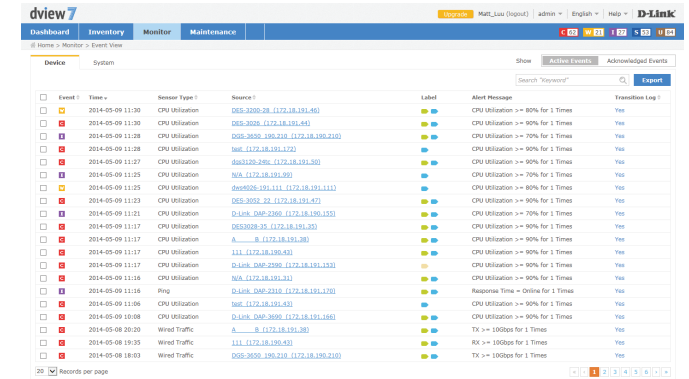 dview 7 Upgrade Matt_Luu (logout) admin English Help D-Link
Dashboard Inventory Monitor Maintenance C 67 W 21 I 27 S 53 U 94
Home > Monitor > Event View
Device System Show Active Events Acknowledged Events
Search "Keyword" Export
Event Time Sensor Type Source Label Alert Message Transition Log
W 2014-05-09 11:30 CPU Utilization DES-3200-28 (172.18.191.46) CPU Utilization >= 80% for 1 Times Yes
C 2014-05-09 11:30 CPU Utilization DES-3026 (172.18.191.44) CPU Utilization >= 90% for 1 Times Yes
I 2014-05-09 11:28 CPU Utilization DGS-3650_190.210 (172.18.190.210) CPU Utilization >= 70% for 1 Times Yes
C 2014-05-09 11:28 CPU Utilization test (172.18.191.172) CPU Utilization >= 90% for 1 Times Yes
C 2014-05-09 11:27 CPU Utilization dgs3120-24tc (172.18.191.50) CPU Utilization >= 90% for 1 Times Yes
I 2014-05-09 11:25 CPU Utilization N/A (172.18.191.99) CPU Utilization >= 70% for 1 Times Yes
W 2014-05-09 11:25 CPU Utilization dws4026-191.111 (172.18.191.111) CPU Utilization >= 80% for 1 Times Yes
C 2014-05-09 11:23 CPU Utilization DES-3052_22 (172.18.191.47) CPU Utilization >= 90% for 1 Times Yes
I 2014-05-09 11:21 CPU Utilization D-Link_DAP-2360 (172.18.190.155) CPU Utilization >= 70% for 1 Times Yes
C 2014-05-09 11:17 CPU Utilization DES3028-35 (172.18.191.35) CPU Utilization >= 90% for 1 Times Yes
C 2014-05-09 11:17 CPU Utilization A B (172.18.191.38) CPU Utilization >= 90% for 1 Times Yes
C 2014-05-09 11:17 CPU Utilization 111 (172.18.190.43) CPU Utilization >= 90% for 1 Times Yes
C 2014-05-09 11:17 CPU Utilization D-Link_DAP-2590 (172.18.191.153) CPU Utilization >= 90% for 1 Times Yes
C 2014-05-09 11:16 CPU Utilization N/A (172.18.191.31) CPU Utilization >= 90% for 1 Times Yes
I 2014-05-09 11:16 Ping D-Link_DAP-2310 (172.18.191.170) Response Time = Online for 1 Times Yes
C 2014-05-09 11:06 CPU Utilization test (172.18.191.43) CPU Utilization >= 90% for 1 Times Yes
C 2014-05-09 10:08 CPU Utilization D-Link_DAP-3690 (172.18.191.166) CPU Utilization >= 90% for 1 Times Yes
C 2014-05-08 20:20 Wired Traffic A B (172.18.191.38) TX >= 10Gbps for 1 Times Yes
C 2014-05-08 19:35 Wired Traffic 111 (172.18.190.43) RX >= 10Gbps for 1 Times Yes
C 2014-05-08 18:03 Wired Traffic DGS-3650_190.210 (172.18.190.210) TX >= 10Gbps for 1 Times Yes
20 Records per page « ‹ 1 2 3 4 5 6 › »